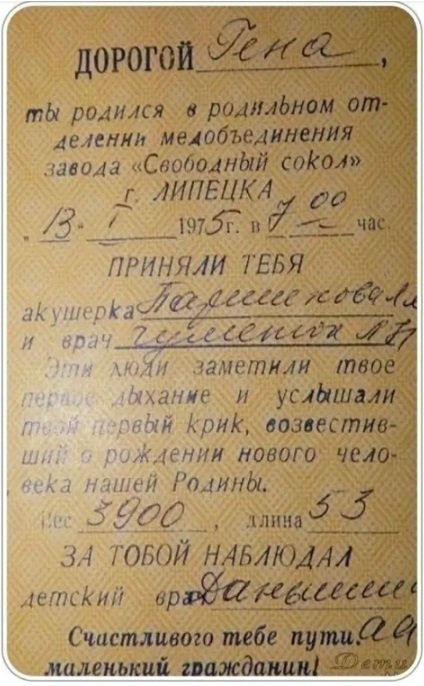 ДОРОГОЙ Гена,
ты родился в родильном от-
делении медобъединения
завода «Свободный сокол»
г. ЛИПЕЦКА
13. I 1975г. в 7 00 час.
ПРИНЯЛИ ТЕБЯ
акушерка
и врач
Эти люди заметили твое
первое дыхание и услышали
твой первый крик, возвестив-
ший о рождении нового чело-
века нашей Родины.
Вес 3900, длина 53
ЗА ТОБОЙ НАБЛЮДАЛ
детский врач
Счастливого тебе пути,
маленький гражданин!
Дети